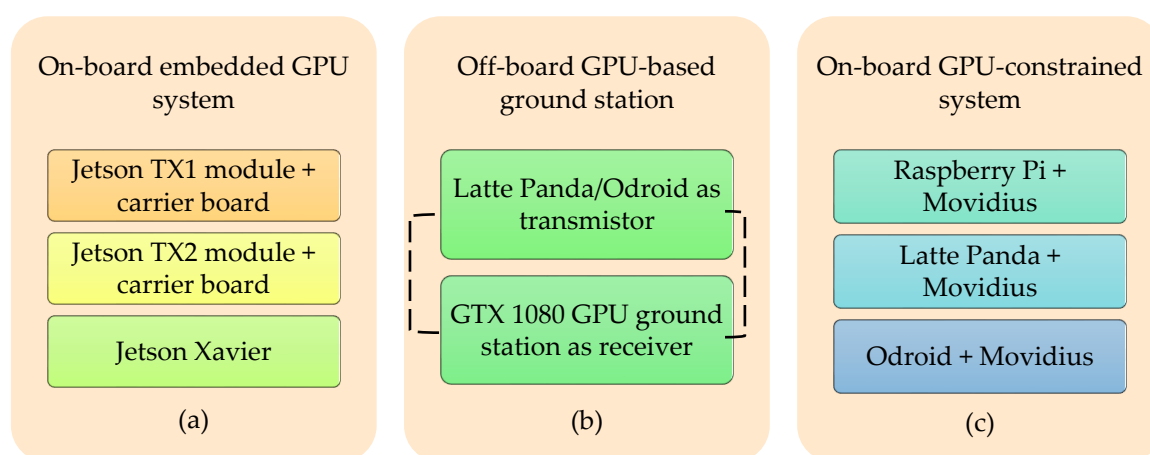 On-board embedded GPU
system
Jetson TX1 module +
carrier board
Jetson TX2 module +
carrier board
Jetson Xavier
(a)
Off-board GPU-based
ground station
Latte Panda/Odroid as
transmistor
GTX 1080 GPU ground
station as receiver
(b)
On-board GPU-constrained
system
Raspberry Pi +
Movidius
Latte Panda +
Movidius
Odroid + Movidius
(c)